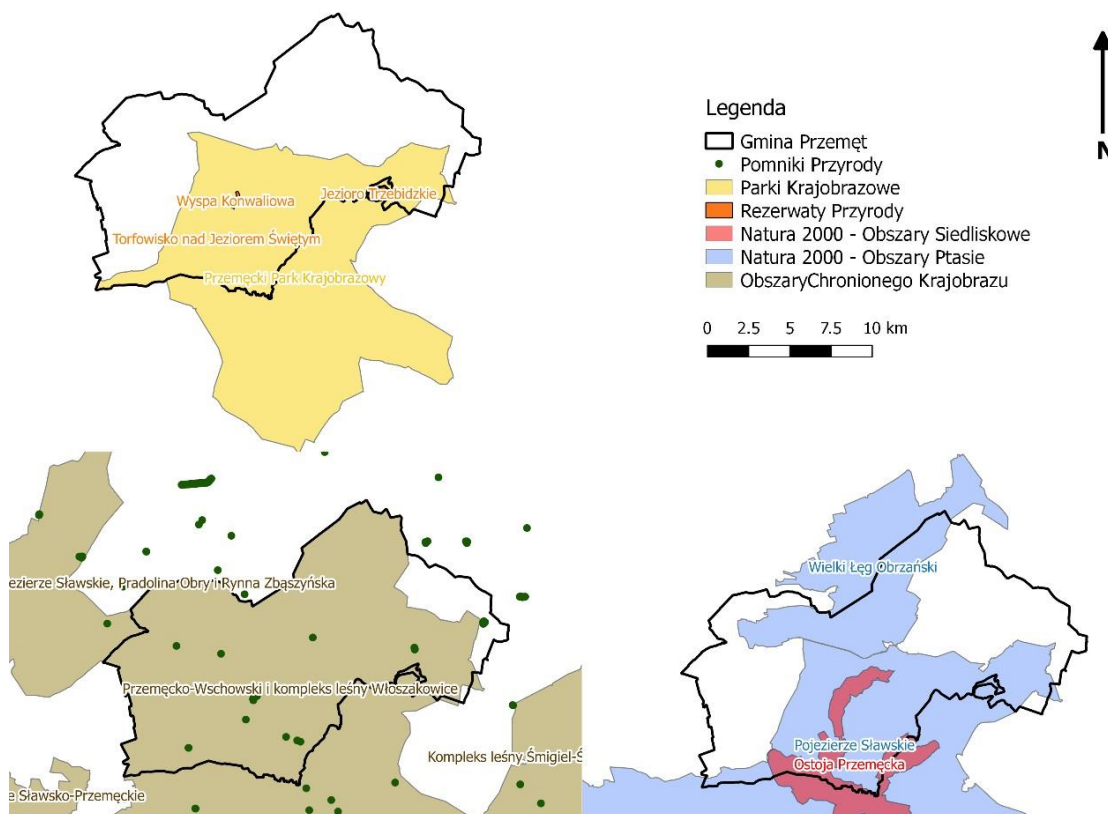 Wyspa Konwaliowa
Jezioro Trzebidzkie
Torfowisko nad Jeziorem Świętym
Przemęcki Park Krajobrazowy
N
Legenda
Gmina Przemęt
Pomniki Przyrody
Parki Krajobrazowe
Rezerwaty Przyrody
Natura 2000 - Obszary Siedliskowe
Natura 2000 - Obszary Ptasie
ObszaryChronionego Krajobrazu
0 2.5 5 7.5 10 km
ezierze Sławskie, Pradolina Obry i Rynna Zbąszyńska
Przemęcko-Wschowski i kompleks leśny Włoszakowice
Kompleks leśny Śmigiel-Ś
e Sławsko-Przemęckie
Wielki Łęg Obrzański
Pojezierze Sławskie
Ostoja Przemęcka